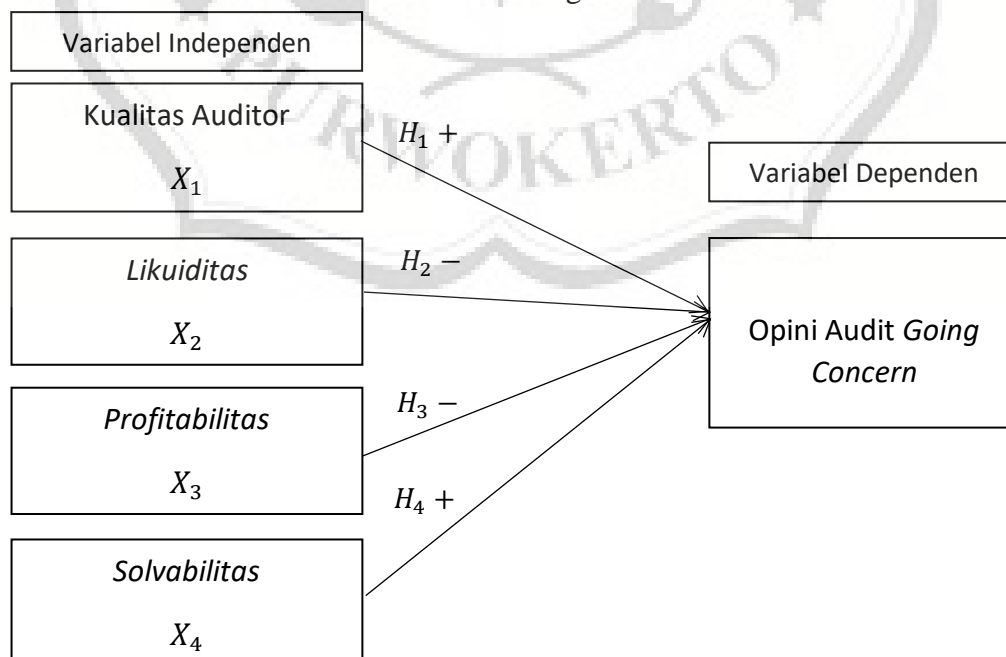 Variabel Independen
Kualitas Auditor
X₁
H₁ +
Variabel Dependen
Likuiditas
X₂
H₂ −
Opini Audit Going
Concern
Profitabilitas
X₃
H₃ −
Solvabilitas
X₄
H₄ +
PURWOKERTO